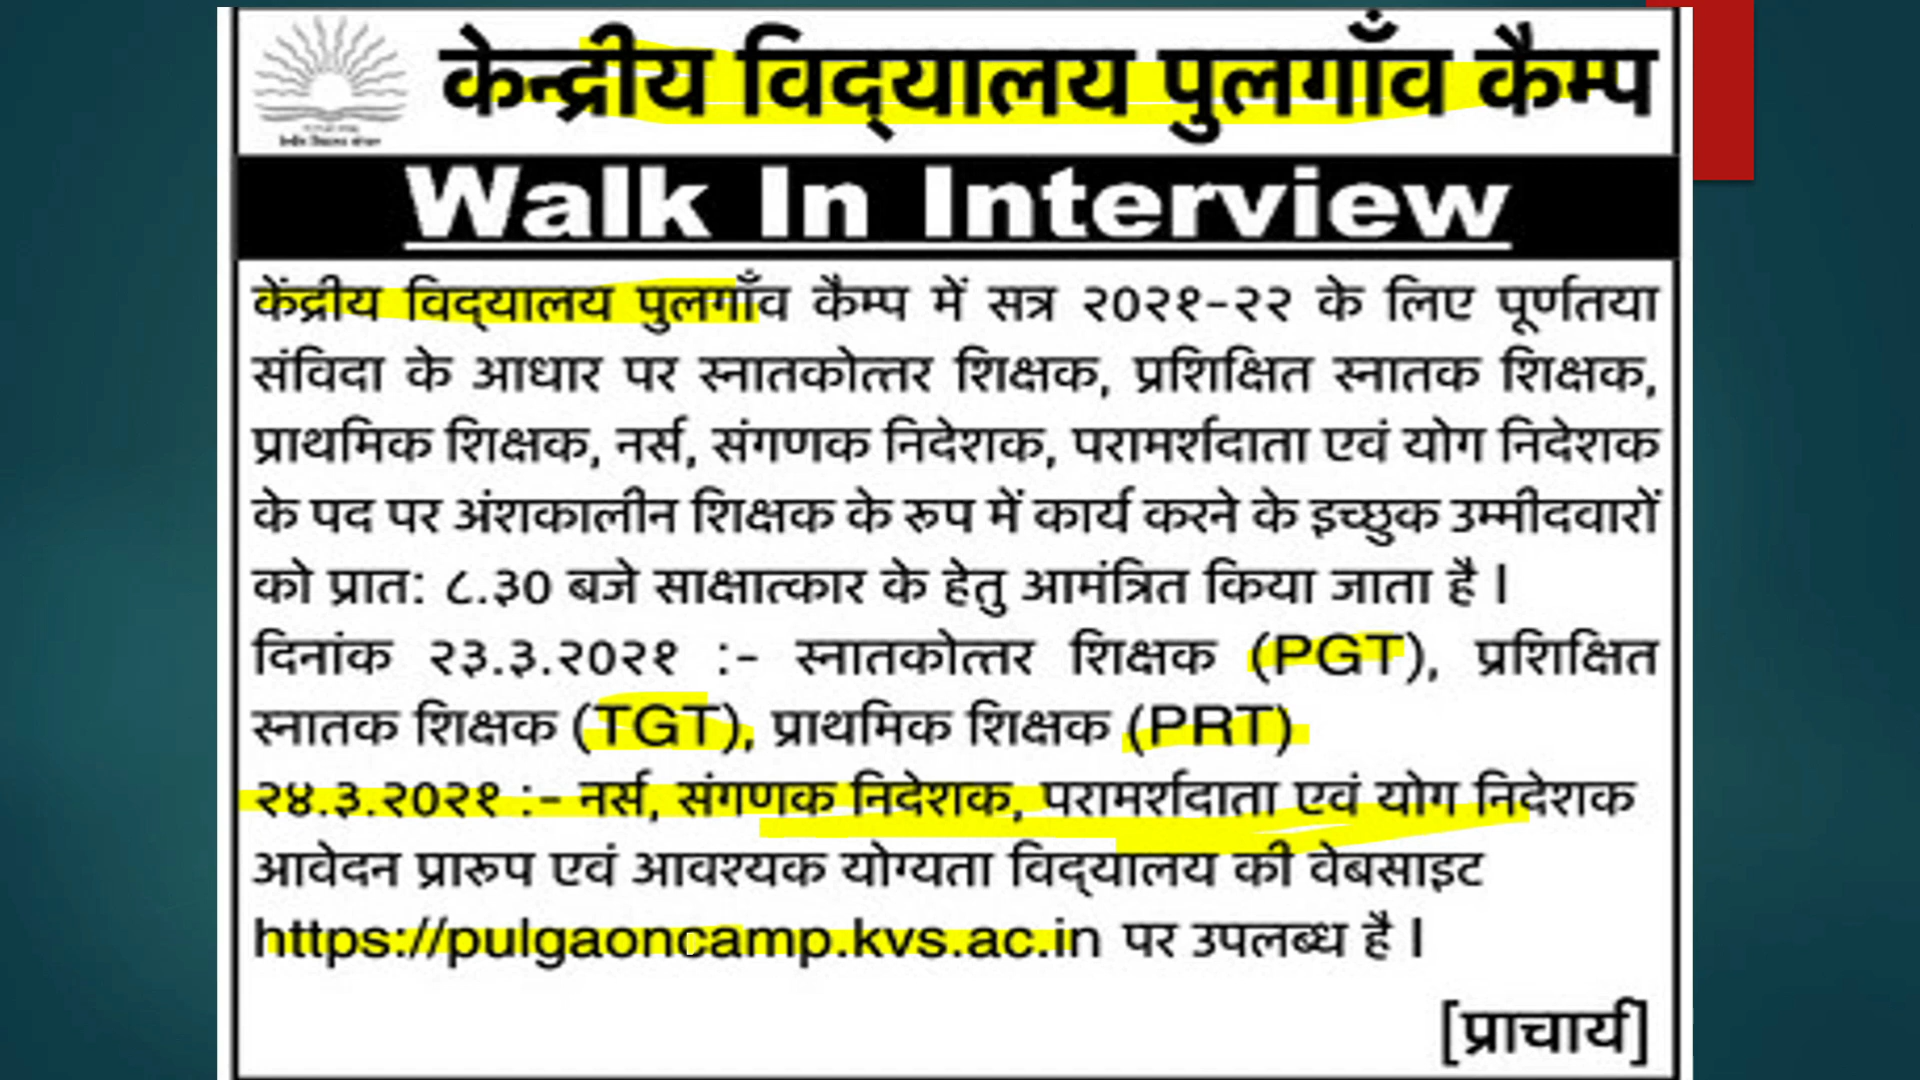 केन्द्रीय विद्यालय पुलगाँव कैम्प
Walk In Interview
केंद्रीय विद्यालय पुलगाँव कैम्प में सत्र २०२१-२२ के लिए पूर्णतया
संविदा के आधार पर स्नातकोत्तर शिक्षक, प्रशिक्षित स्नातक शिक्षक,
प्राथमिक शिक्षक, नर्स, संगणक निदेशक, परामर्शदाता एवं योग निदेशक
के पद पर अंशकालीन शिक्षक के रूप में कार्य करने के इच्छुक उम्मीदवारों
को प्रात: ८.३० बजे साक्षात्कार के हेतु आमंत्रित किया जाता है।
दिनांक २३.३.२०२१ :- स्नातकोत्तर शिक्षक (PGT), प्रशिक्षित
स्नातक शिक्षक (TGT), प्राथमिक शिक्षक (PRT)
२४.३.२०२१ :- नर्स, संगणक निदेशक, परामर्शदाता एवं योग निदेशक
आवेदन प्रारूप एवं आवश्यक योग्यता विद्यालय की वेबसाइट
https://pulgaoncamp.kvs.ac.in पर उपलब्ध है।
[प्राचार्य]